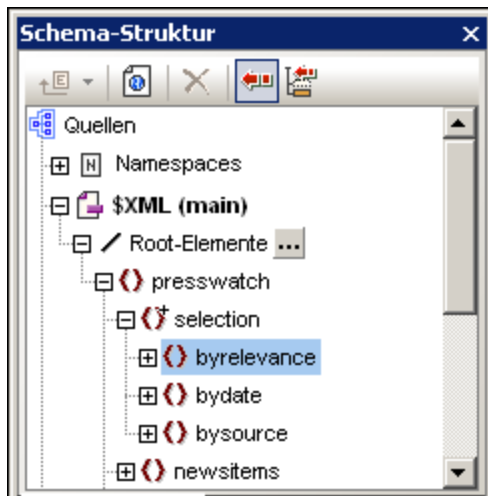 Schema-Struktur
Quellen
Namespaces
$XML (main)
Root-Elemente ...
presswatch
selection
byrelevance
bydate
bysource
newsitems